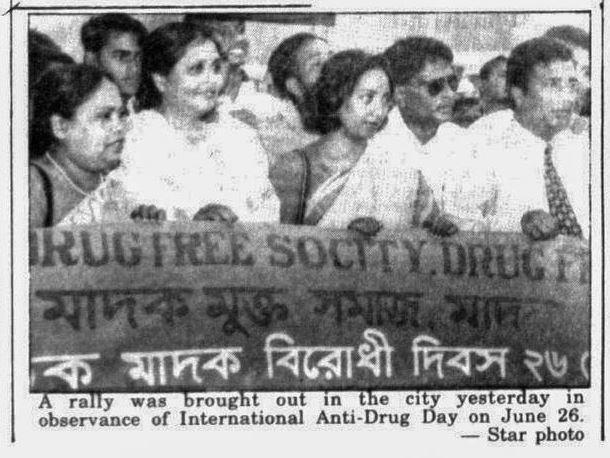 DRUG FREE SOCITY. DRUG
মাদক মুক্ত সমাজ, মাদ
ক মাদক বিরোধী দিবস ২৬
A rally was brought out in the city yesterday in
observance of International Anti-Drug Day on June 26.
— Star photo